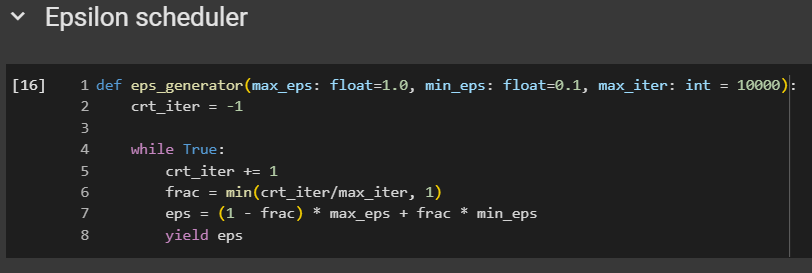 Epsilon scheduler
[16] 1 def eps_generator(max_eps: float=1.0, min_eps: float=0.1, max_iter: int = 10000):
2     crt_iter = -1
3
4     while True:
5         crt_iter += 1
6         frac = min(crt_iter/max_iter, 1)
7         eps = (1 - frac) * max_eps + frac * min_eps
8         yield eps